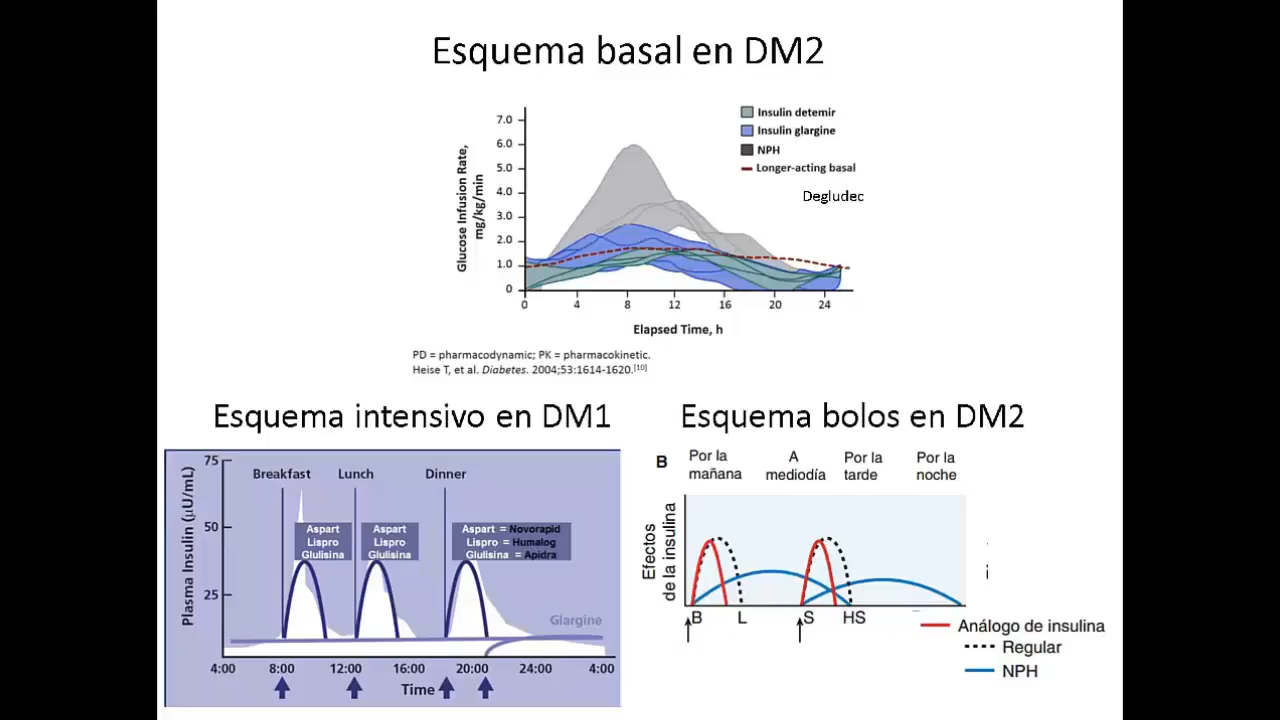 Esquema basal en DM2
7.0
6.0
5.0
4.0
3.0
2.0
1.0
0
Glucose Infusion Rate,
mg/kg/min
Insulin detemir
Insulin glargine
NPH
Longer-acting basal
Degludec
0 4 8 12 16 20 24
Elapsed Time, h
PD = pharmacodynamic; PK = pharmacokinetic.
Heise T, et al. Diabetes. 2004;53:1614-1620.[10]
Esquema intensivo en DM1
75
50
25
Plasma Insulin (µU/mL)
Breakfast Lunch Dinner
Aspart
Lispro
Glulisina
Aspart
Lispro
Glulisina
Aspart = Novorapid
Lispro = Humalog
Glulisina = Apidra
Glargine
4:00 8:00 12:00 16:00 20:00 24:00 4:00
Time
Esquema bolos en DM2
B
Por la
mañana
A
mediodía
Por la
tarde
Por la
noche
Efectos
de la insulina
B L S HS
Análogo de insulina
Regular
NPH